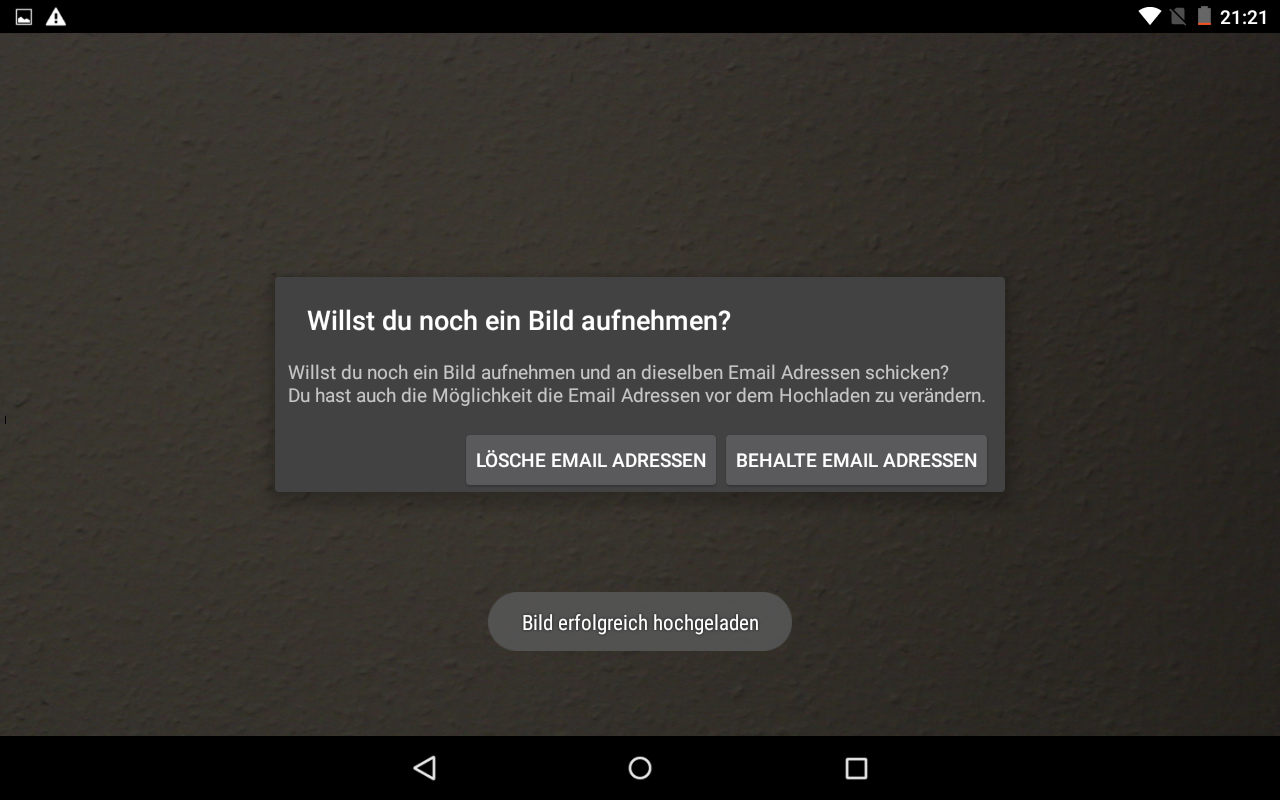 21:21
Willst du noch ein Bild aufnehmen?
Willst du noch ein Bild aufnehmen und an dieselben Email Adressen schicken?
Du hast auch die Möglichkeit die Email Adressen vor dem Hochladen zu verändern.
LÖSCHE EMAIL ADRESSEN BEHALTE EMAIL ADRESSEN
Bild erfolgreich hochgeladen